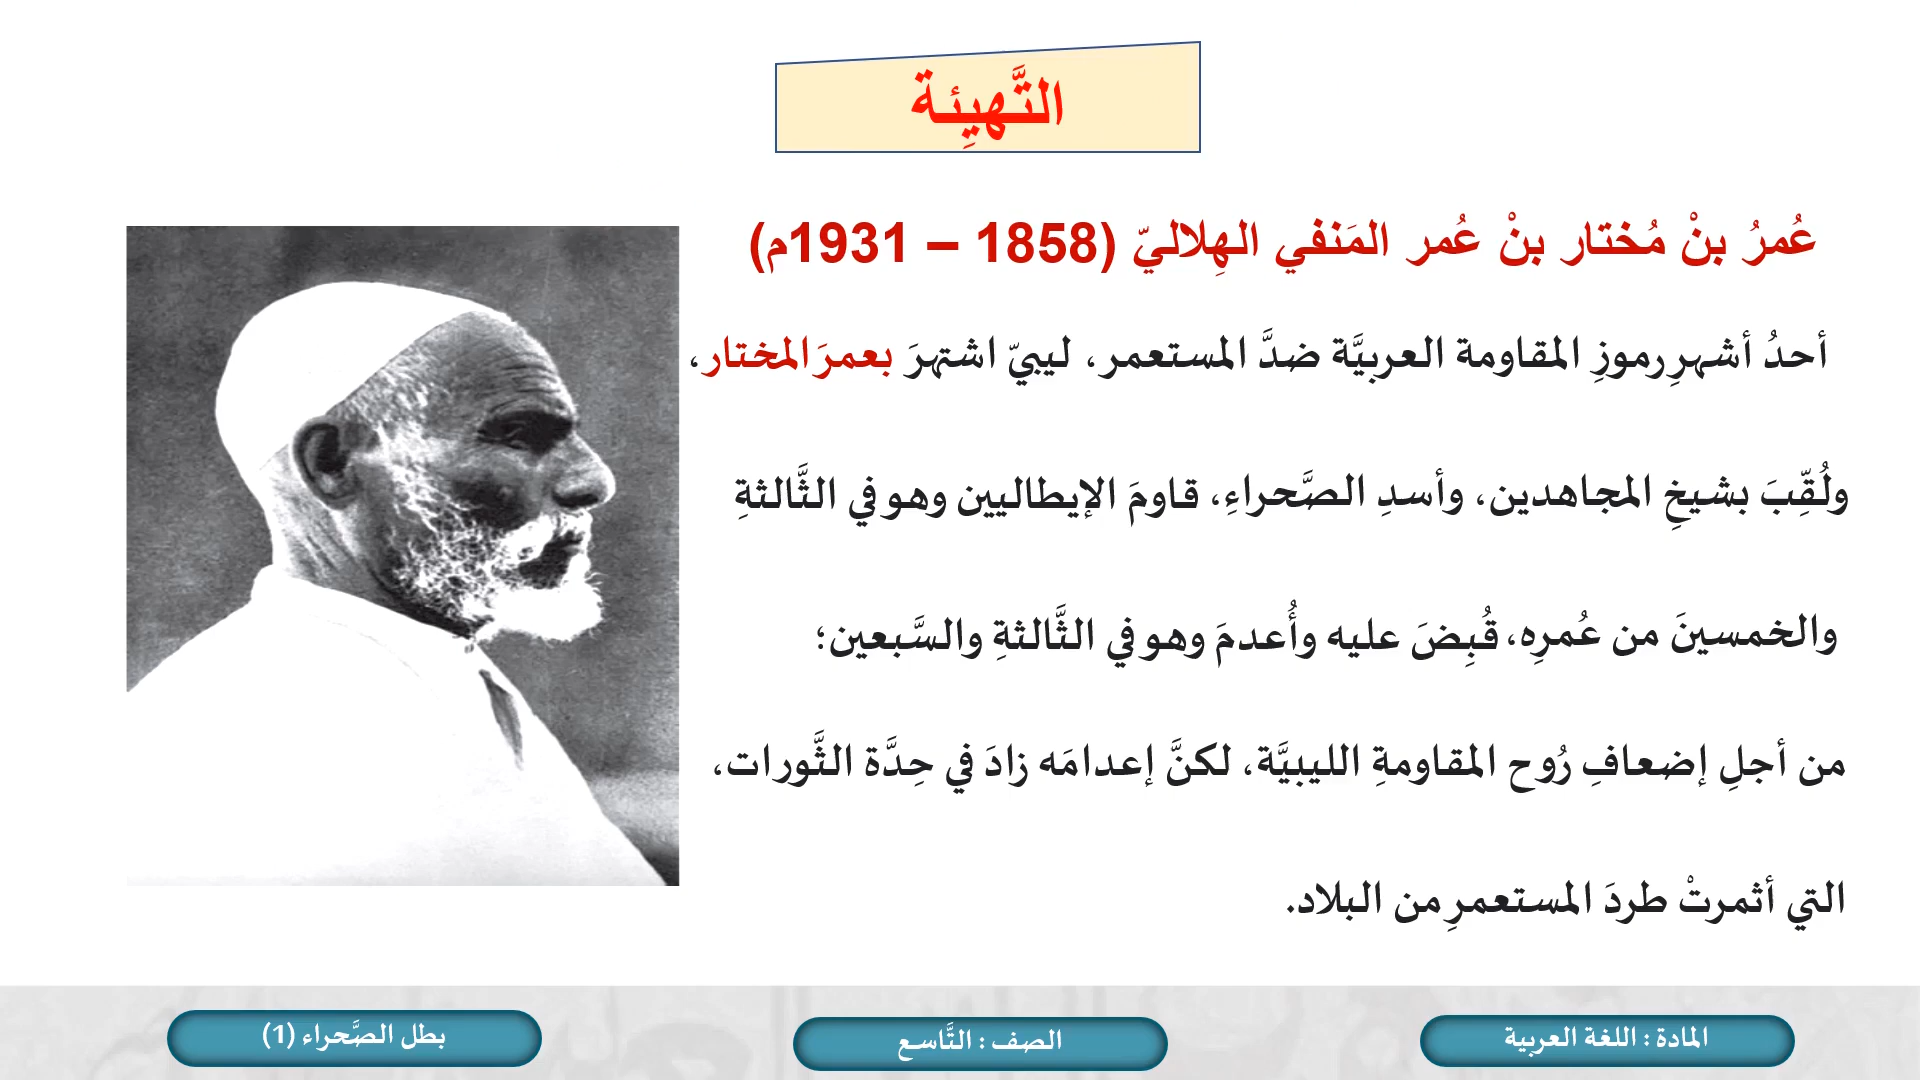 التَّهيِئة
عُمرُ بنْ مُختار بنْ عُمر المَنفي الهِلاليّ (1858 – 1931م)
أحدُ أشهرِ رموزِ المقاومة العربيَّة ضدَّ المستعمر، ليبيّ اشتهرَ بعمرَ المختار،
ولُقِّبَ بشيخِ المجاهدين، وأسدِ الصَّحراءِ، قاومَ الإيطاليين وهو في الثَّالثةِ
والخمسينَ من عُمرِه، قُبِضَ عليه وأُعدمَ وهو في الثَّالثةِ والسَّبعين؛
من أجلِ إضعافِ رُوح المقاومةِ الليبيَّة، لكنَّ إعدامَه زادَ في حِدَّة الثَّورات،
التي أثمرتْ طردَ المستعمرِ من البلاد.
المادة : اللغة العربية
الصف : التَّاسع
بطل الصَّحراء (1)